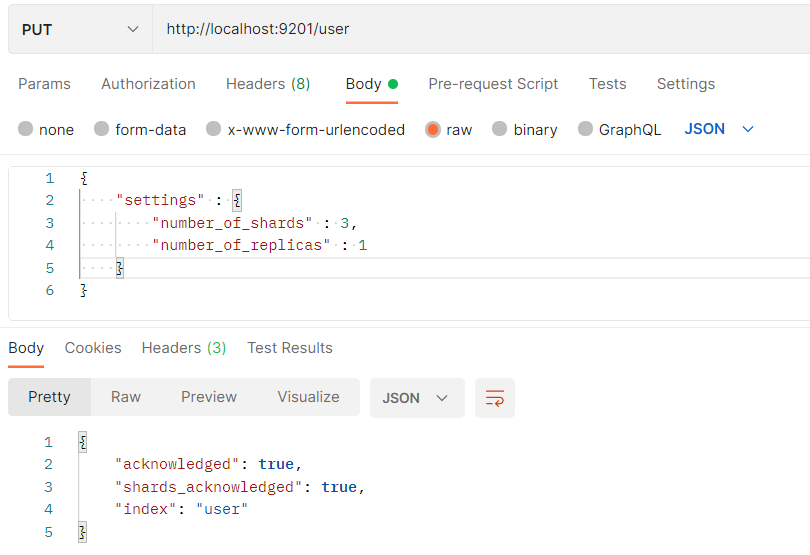 PUT http://localhost:9201/user
Params Authorization Headers (8) Body Pre-request Script Tests Settings
none form-data x-www-form-urlencoded raw binary GraphQL JSON
1 {
2 "settings" : {
3 "number_of_shards" : 3,
4 "number_of_replicas" : 1
5 }
6 }
Body Cookies Headers (3) Test Results
Pretty Raw Preview Visualize JSON
1 {
2 "acknowledged": true,
3 "shards_acknowledged": true,
4 "index": "user"
5 }